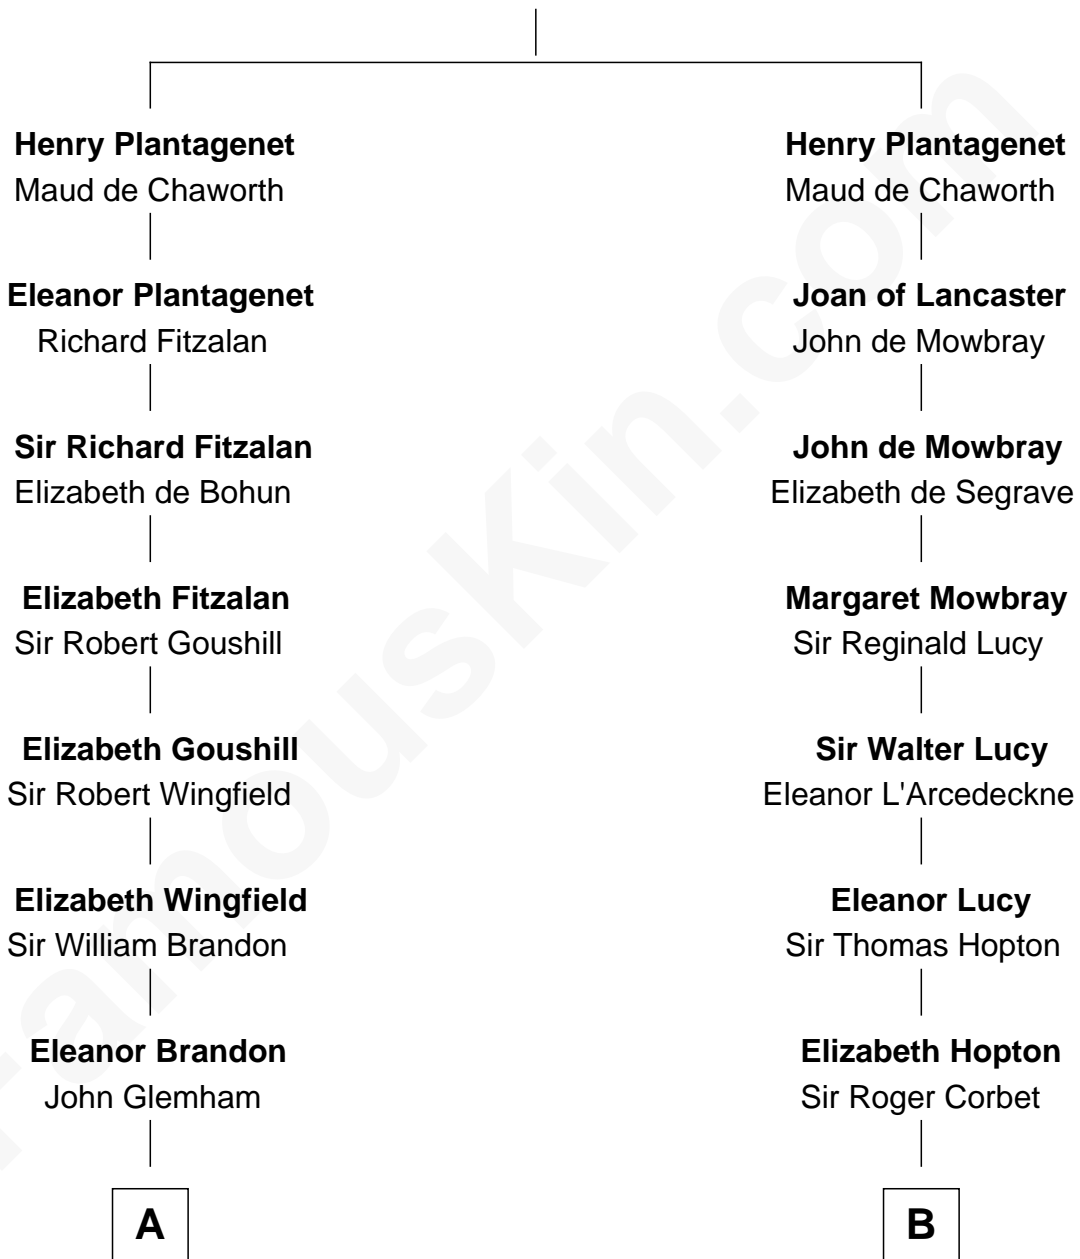 Henry Plantagenet
Maud de Chaworth
Eleanor Plantagenet
Richard Fitzalan
Sir Richard Fitzalan
Elizabeth de Bohun
Elizabeth Fitzalan
Sir Robert Goushill
Elizabeth Goushill
Sir Robert Wingfield
Elizabeth Wingfield
Sir William Brandon
Eleanor Brandon
John Glemham
A
Henry Plantagenet
Maud de Chaworth
Joan of Lancaster
John de Mowbray
John de Mowbray
Elizabeth de Segrave
Margaret Mowbray
Sir Reginald Lucy
Sir Walter Lucy
Eleanor L'Arcedeckne
Eleanor Lucy
Sir Thomas Hopton
Elizabeth Hopton
Sir Roger Corbet
B
FamousKin.com